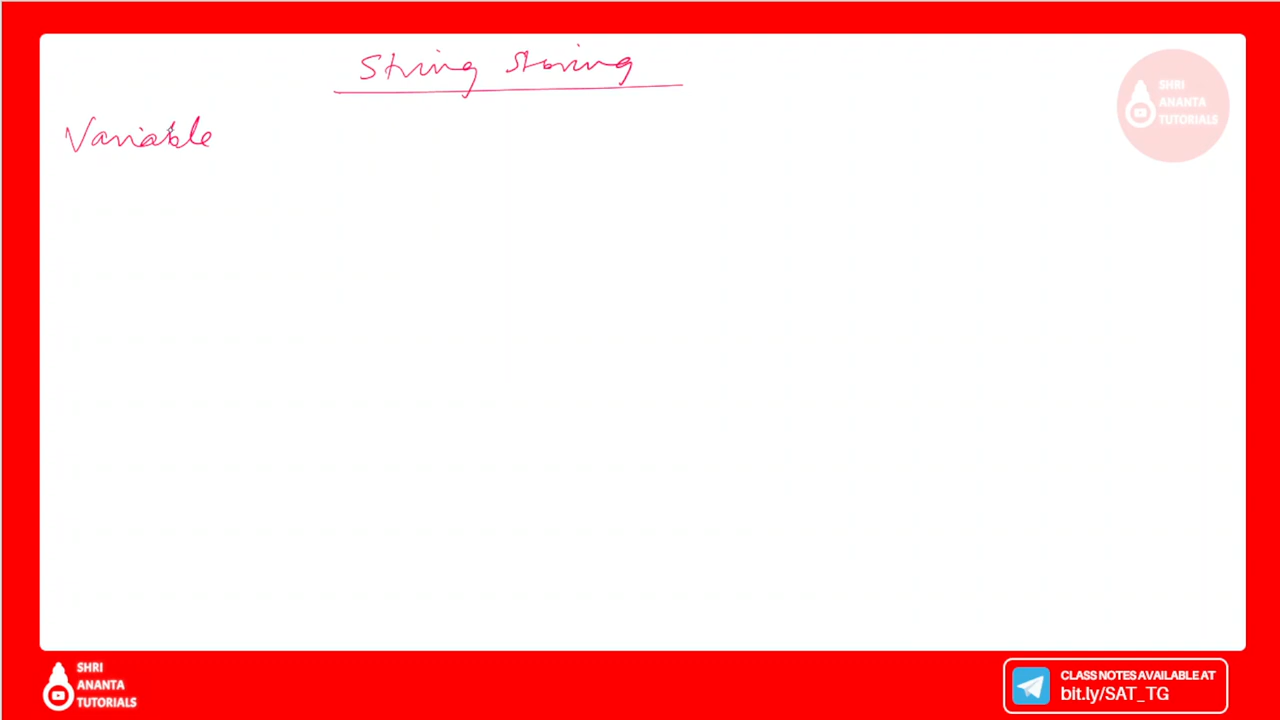 String Storing
Variable
SHRI
ANANTA
TUTORIALS
SHRI
ANANTA
TUTORIALS
CLASS NOTES AVAILABLE AT
bit.ly/SAT_TG